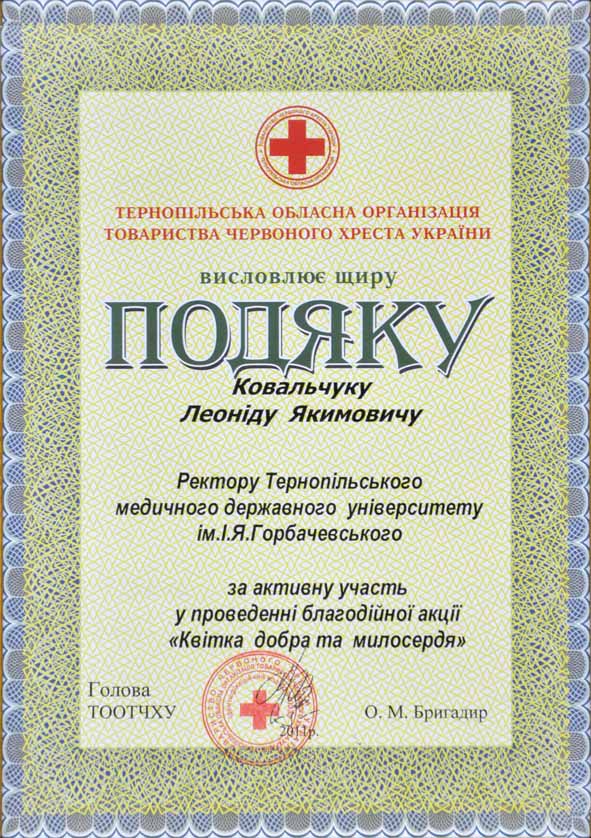 ТЕРНОПІЛЬСЬКА ОБЛАСНА ОРГАНІЗАЦІЯ
ТОВАРИСТВА ЧЕРВОНОГО ХРЕСТА УКРАЇНИ
висловлює щиру
ПОДЯКУ
Ковальчуку
Леоніду Якимовичу
Ректору Тернопільського
медичного державного університету
ім.І.Я.Горбачевського
за активну участь
у проведенні благодійної акції
«Квітка добра та милосердя»
Голова
ТООТЧХУ
О. М. Бригадир
2011р.